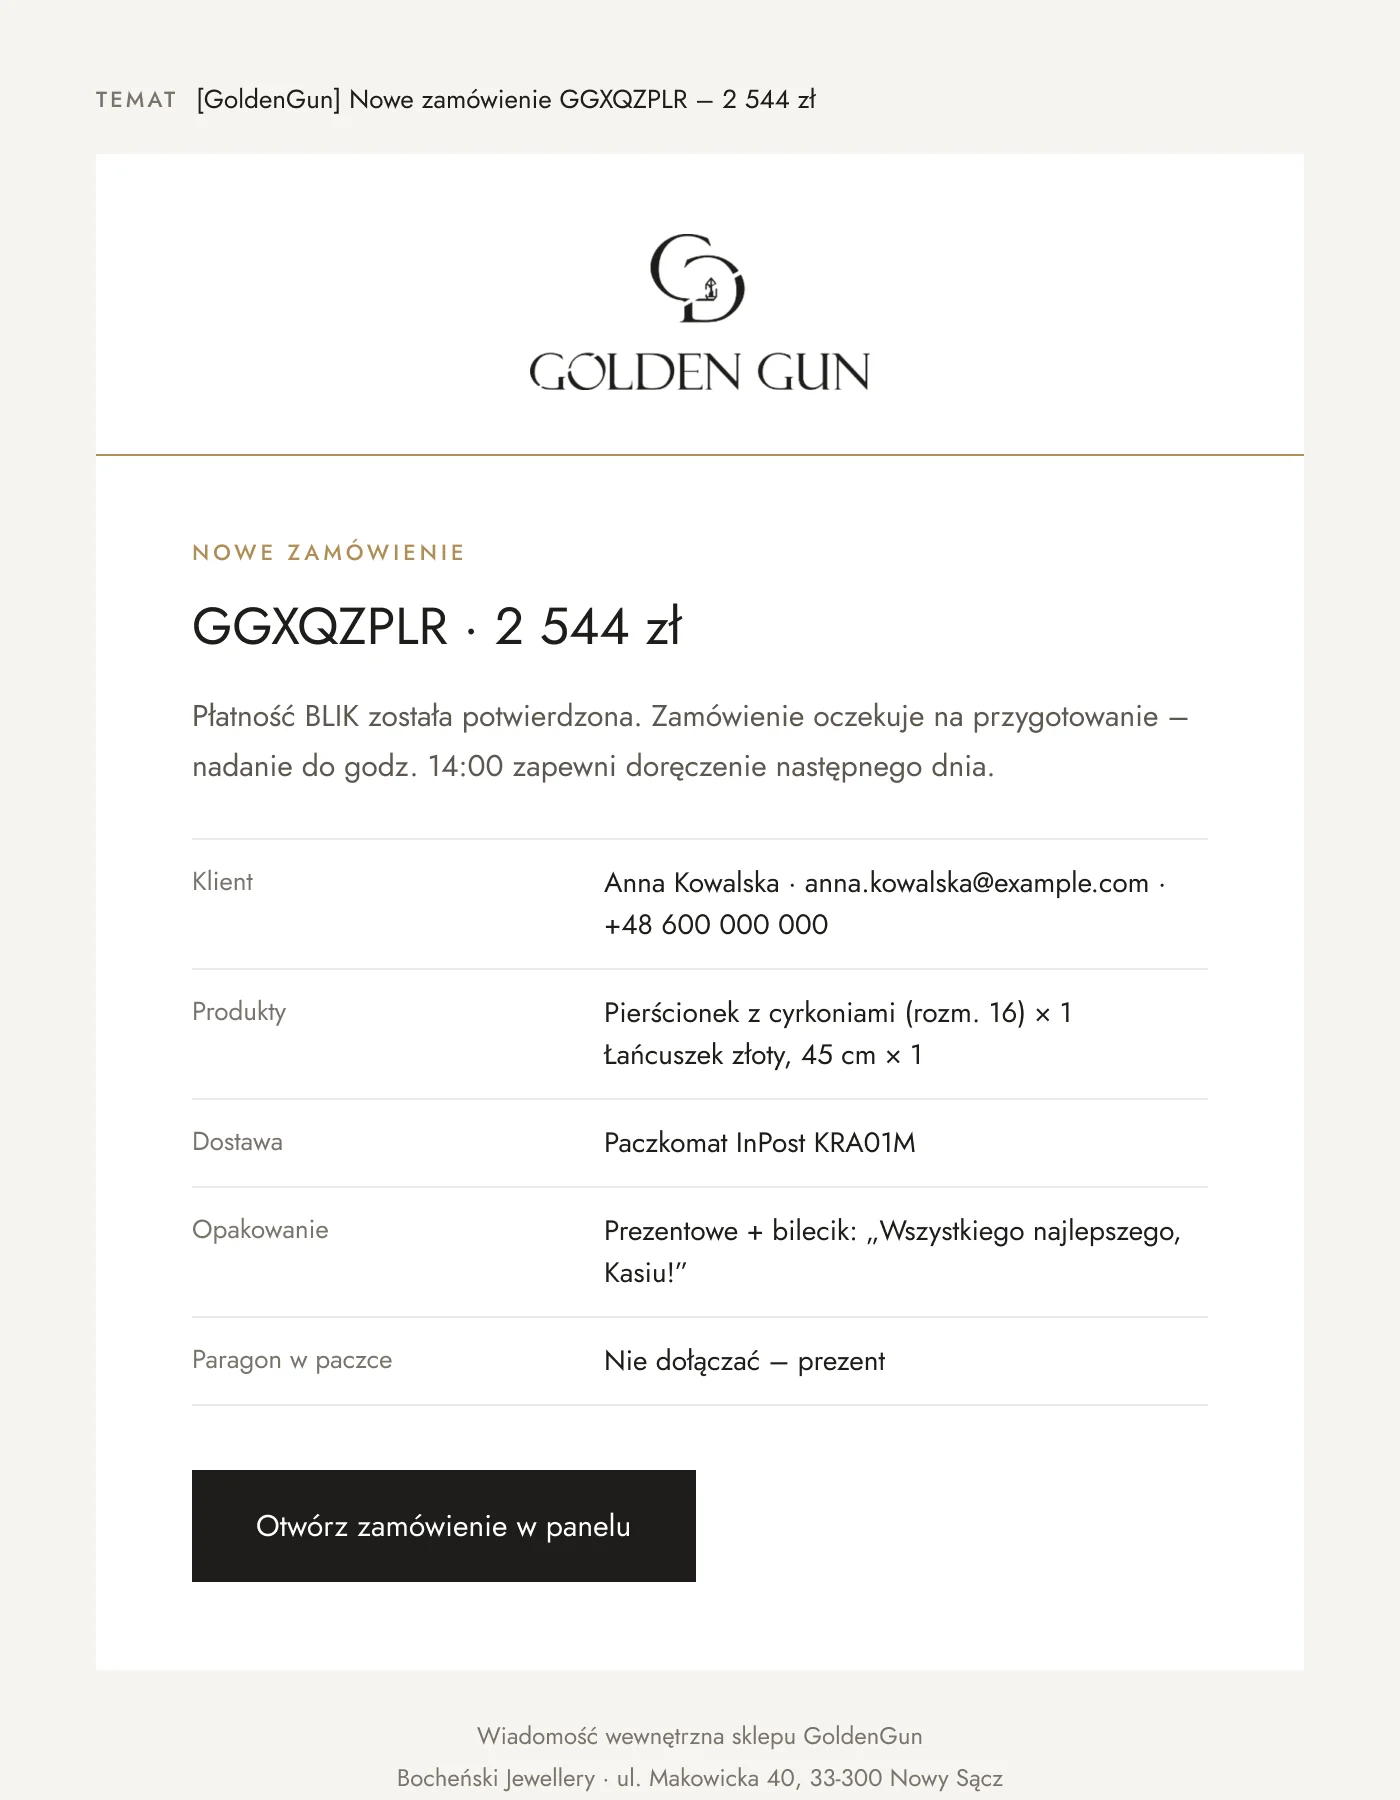 TEMAT [GoldenGun] Nowe zamówienie GGXQZPLR – 2 544 zł
GOLDEN GUN
NOWE ZAMÓWIENIE
GGXQZPLR · 2 544 zł
Płatność BLIK została potwierdzona. Zamówienie oczekuje na przygotowanie –
nadanie do godz. 14:00 zapewni doręczenie następnego dnia.
Klient
Anna Kowalska · anna.kowalska@example.com ·
+48 600 000 000
Produkty
Pierścionek z cyrkoniami (rozm. 16) × 1
Łańcuszek złoty, 45 cm × 1
Dostawa
Paczkomat InPost KRA01M
Opakowanie
Prezentowe + bilecik: „Wszystkiego najlepszego,
Kasiu!”
Paragon w paczce
Nie dołączać – prezent
Otwórz zamówienie w panelu
Wiadomość wewnętrzna sklepu GoldenGun
Bocheński Jewellery · ul. Makowicka 40, 33-300 Nowy Sącz